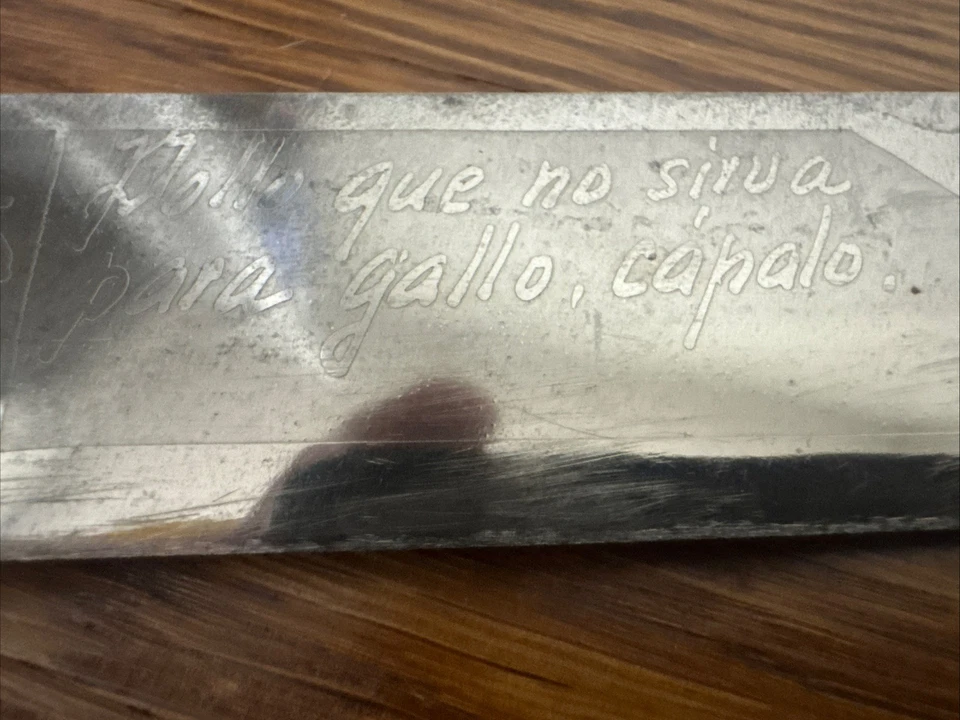 Pollo que no sirva
para gallo, cápalo.